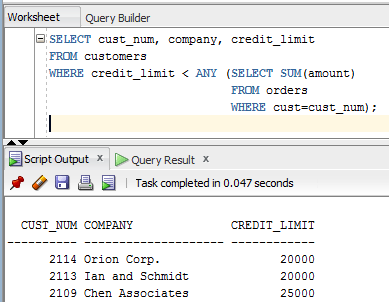 Worksheet Query Builder
SELECT cust_num, company, credit_limit
FROM customers
WHERE credit_limit < ANY (SELECT SUM(amount)
FROM orders
WHERE cust=cust_num);
Script Output x Query Result x
Task completed in 0.047 seconds
CUST_NUM COMPANY CREDIT_LIMIT
---------- -------------------- ------------
2114 Orion Corp. 20000
2113 Ian and Schmidt 20000
2109 Chen Associates 25000